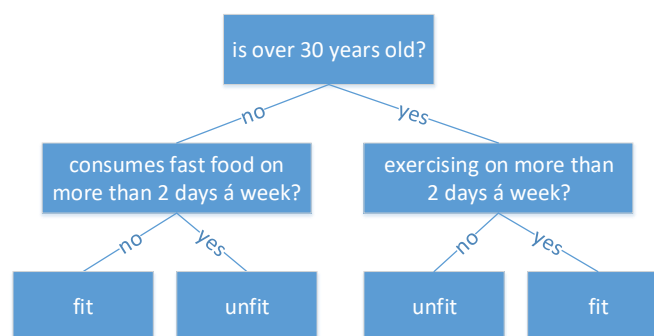 is over 30 years old?
no
yes
consumes fast food on
more than 2 days á week?
exercising on more than
2 days á week?
no
yes
no
yes
fit
unfit
unfit
fit